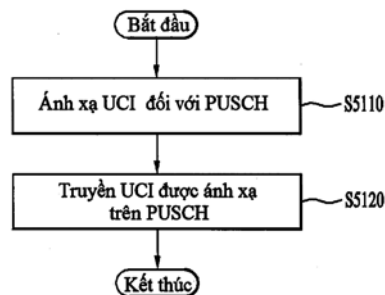 Bắt đầu
Ánh xạ UCI đối với PUSCH
S5110
Truyền UCI được ánh xạ
trên PUSCH
S5120
Kết thúc